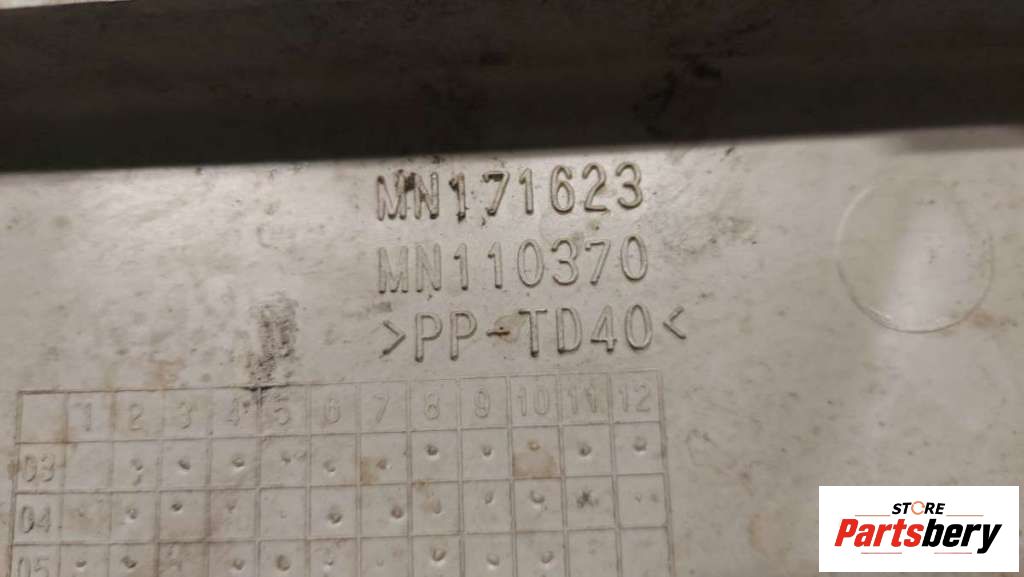 MN171623
MN110370
>PP-TD40<
1 2 3 4 5 6 7 8 9 10 11 12
03
04
05
STORE
Partsbery